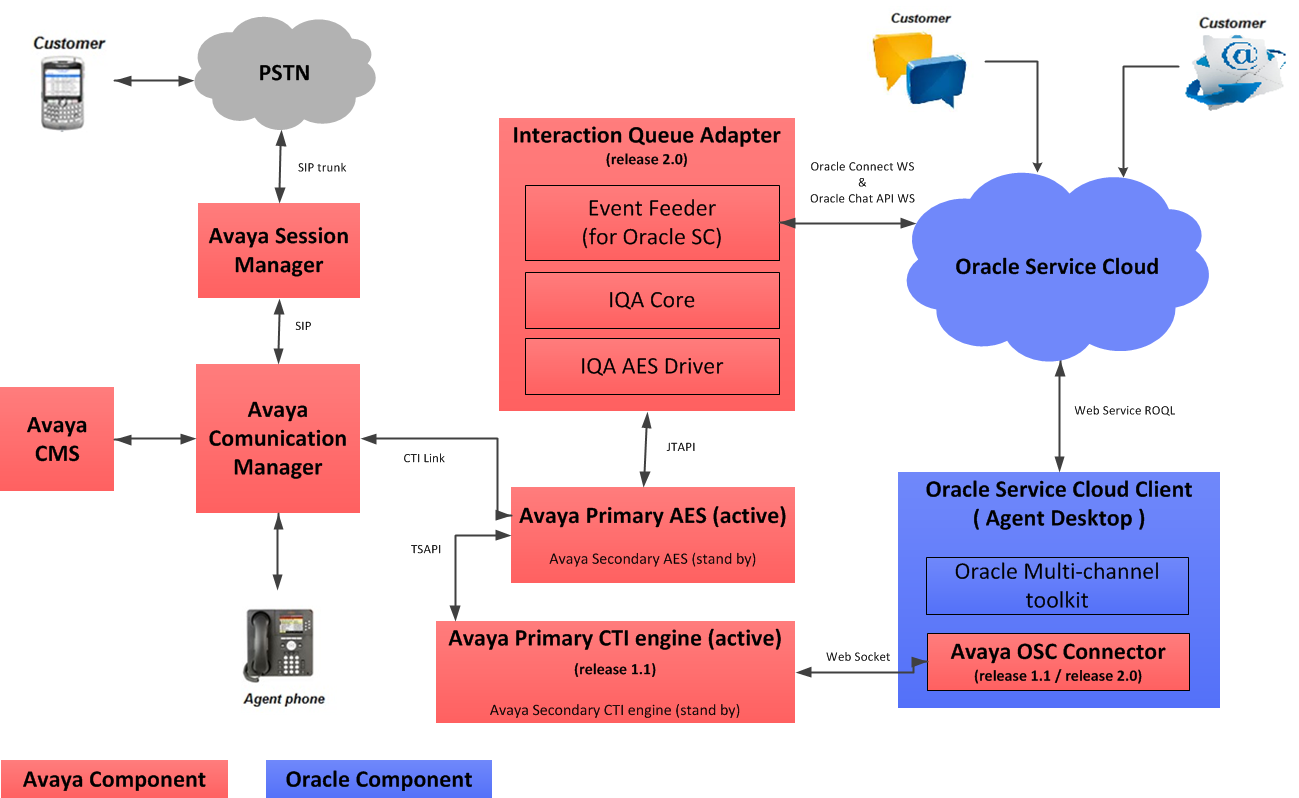 Customer
PSTN
SIP trunk
Avaya Session
Manager
SIP
Avaya
Comunication
Manager
Avaya
CMS
Agent phone
CTI Link
TSAPI
Interaction Queue Adapter
(release 2.0)
Event Feeder
(for Oracle SC)
IQA Core
IQA AES Driver
JTAPI
Avaya Primary AES (active)
Avaya Secondary AES (stand by)
Avaya Primary CTI engine (active)
(release 1.1)
Avaya Secondary CTI engine (stand by)
Customer
Customer
@
Oracle Connect WS
&
Oracle Chat API WS
Oracle Service Cloud
Web Service ROQL
Oracle Service Cloud Client
( Agent Desktop )
Oracle Multi-channel
toolkit
Avaya OSC Connector
(release 1.1 / release 2.0)
Web Socket
Avaya Component
Oracle Component